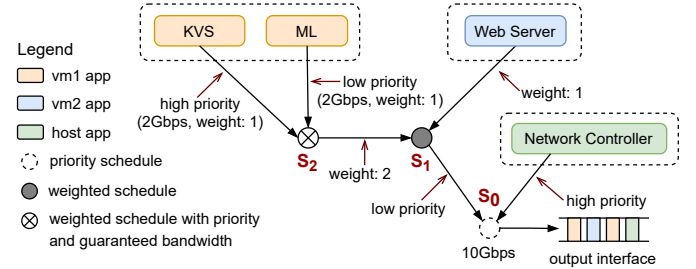 KVS
ML
Web Server
Legend
vm1 app
vm2 app
host app
priority schedule
weighted schedule
weighted schedule with priority
and guaranteed bandwidth
high priority
(2Gbps, weight: 1)
low priority
(2Gbps, weight: 1)
weight: 1
S2
weight: 2
S1
Network Controller
low priority
S0
high priority
10Gbps
output interface